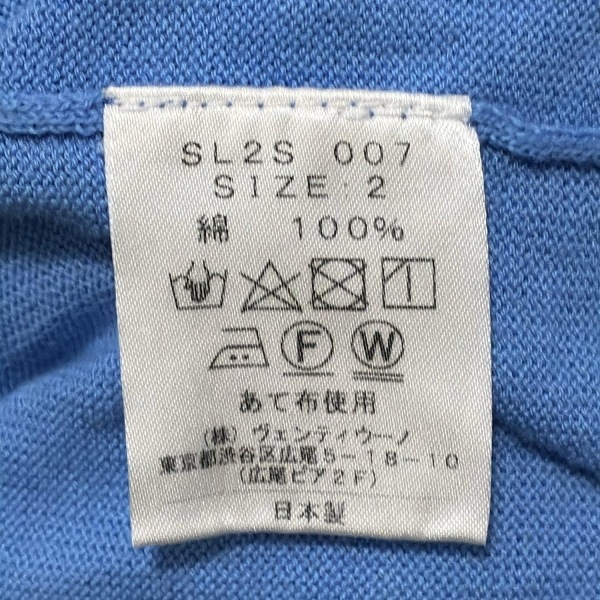 SL2S 007
SIZE·2
綿 100%
F W
あて布使用
(株) ヴェンティウーノ
東京都渋谷区広尾5-18-10
(広尾ピア2F)
日本製